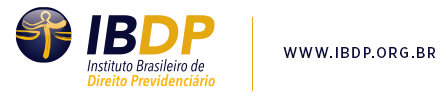 IBDP
Instituto Brasileiro de
Direito Previdenciário
WWW.IBDP.ORG.BR